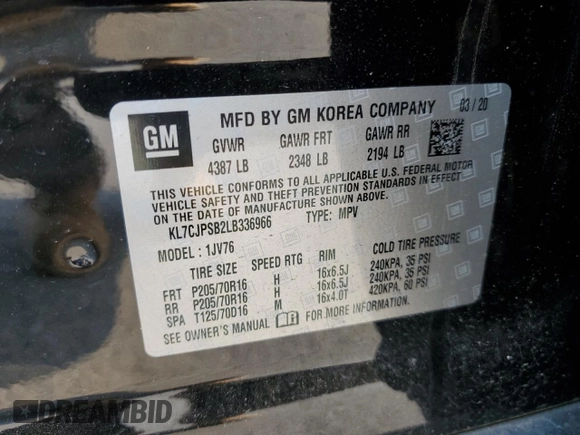 GM
MFD BY GM KOREA COMPANY 03/20
GVWR GAWR FRT GAWR RR
4387 LB 2348 LB 2194 LB
THIS VEHICLE CONFORMS TO ALL APPLICABLE U.S. FEDERAL MOTOR
VEHICLE SAFETY AND THEFT PREVENTION STANDARDS IN EFFECT
ON THE DATE OF MANUFACTURE SHOWN ABOVE.
KL7CJPSB2LB336966 TYPE: MPV
MODEL: 1JV76
TIRE SIZE SPEED RTG RIM COLD TIRE PRESSURE
FRT P205/70R16 H 16x6.5J 240KPA, 35 PSI
RR P205/70R16 H 16x6.5J 240KPA, 35 PSI
SPA T125/70D16 M 16x4.0T 420KPA, 60 PSI
SEE OWNER'S MANUAL FOR MORE INFORMATION.
DREAMBID